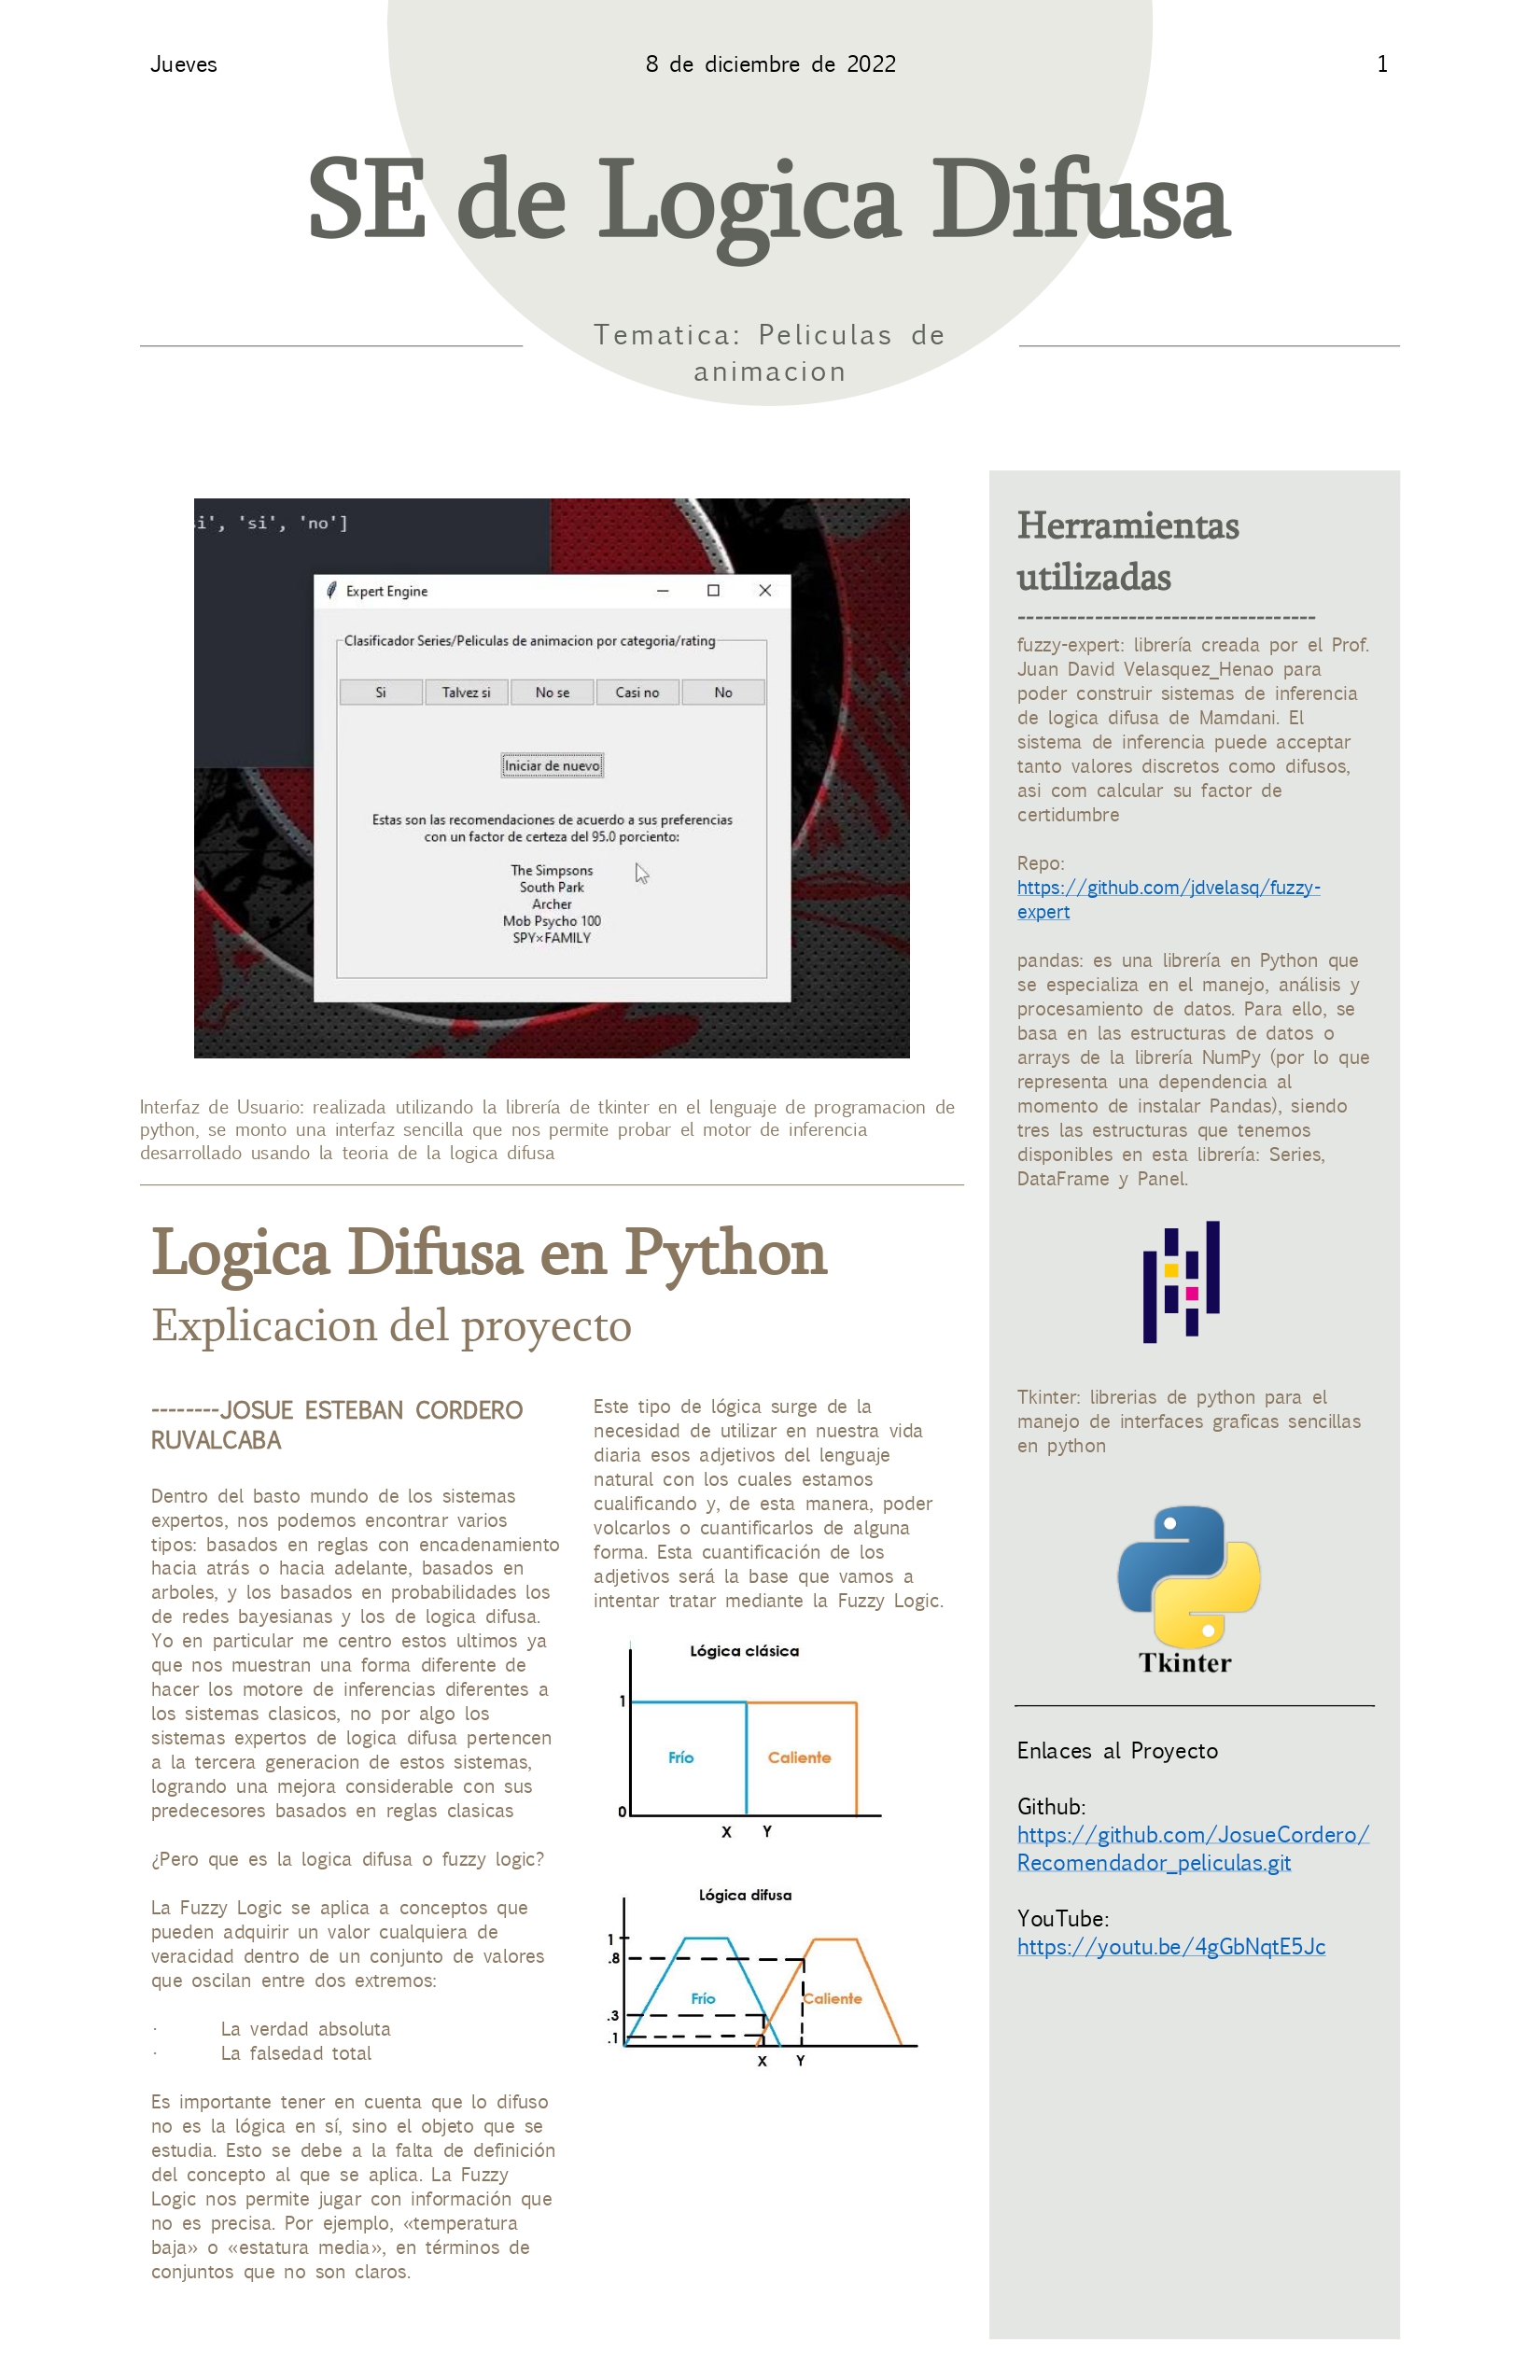 Jueves
8 de diciembre de 2022
1
SE de Logica Difusa
Tematica: Peliculas de
animacion
si', 'si', 'no']
Expert Engine
Clasificador Series/Peliculas de animacion por categoria/rating
Si
Talvez si
No se
Casi no
No
Iniciar de nuevo
Estas son las recomendaciones de acuerdo a sus preferencias
con un factor de certeza del 95.0 porciento:
The Simpsons
South Park
Archer
Mob Psycho 100
SPY×FAMILY
Interfaz de Usuario: realizada utilizando la librería de tkinter en el lenguaje de programacion de
python, se monto una interfaz sencilla que nos permite probar el motor de inferencia
desarrollado usando la teoria de la logica difusa
Logica Difusa en Python
Explicacion del proyecto
--------JOSUE ESTEBAN CORDERO
RUVALCABA
Dentro del basto mundo de los sistemas
expertos, nos podemos encontrar varios
tipos: basados en reglas con encadenamiento
hacia atrás o hacia adelante, basados en
arboles, y los basados en probabilidades los
de redes bayesianas y los de logica difusa.
Yo en particular me centro estos ultimos ya
que nos muestran una forma diferente de
hacer los motore de inferencias diferentes a
los sistemas clasicos, no por algo los
sistemas expertos de logica difusa pertencen
a la tercera generacion de estos sistemas,
logrando una mejora considerable con sus
predecesores basados en reglas clasicas
¿Pero que es la logica difusa o fuzzy logic?
La Fuzzy Logic se aplica a conceptos que
pueden adquirir un valor cualquiera de
veracidad dentro de un conjunto de valores
que oscilan entre dos extremos:
· La verdad absoluta
· La falsedad total
Es importante tener en cuenta que lo difuso
no es la lógica en sí, sino el objeto que se
estudia. Esto se debe a la falta de definición
del concepto al que se aplica. La Fuzzy
Logic nos permite jugar con información que
no es precisa. Por ejemplo, «temperatura
baja» o «estatura media», en términos de
conjuntos que no son claros.
Este tipo de lógica surge de la
necesidad de utilizar en nuestra vida
diaria esos adjetivos del lenguaje
natural con los cuales estamos
cualificando y, de esta manera, poder
volcarlos o cuantificarlos de alguna
forma. Esta cuantificación de los
adjetivos será la base que vamos a
intentar tratar mediante la Fuzzy Logic.
Lógica clásica
1
Frío
Caliente
0
X
Y
Lógica difusa
1
.8
Frío
Caliente
.3
.1
X
Y
Herramientas
utilizadas
-----------------------------------
fuzzy-expert: librería creada por el Prof.
Juan David Velasquez_Henao para
poder construir sistemas de inferencia
de logica difusa de Mamdani. El
sistema de inferencia puede acceptar
tanto valores discretos como difusos,
asi com calcular su factor de
certidumbre
Repo:
https://github.com/jdvelasq/fuzzy-
expert
pandas: es una librería en Python que
se especializa en el manejo, análisis y
procesamiento de datos. Para ello, se
basa en las estructuras de datos o
arrays de la librería NumPy (por lo que
representa una dependencia al
momento de instalar Pandas), siendo
tres las estructuras que tenemos
disponibles en esta librería: Series,
DataFrame y Panel.
Tkinter: librerias de python para el
manejo de interfaces graficas sencillas
en python
Tkinter
Enlaces al Proyecto
Github:
https://github.com/JosueCordero/
Recomendador_peliculas.git
YouTube:
https://youtu.be/4gGbNqtE5Jc